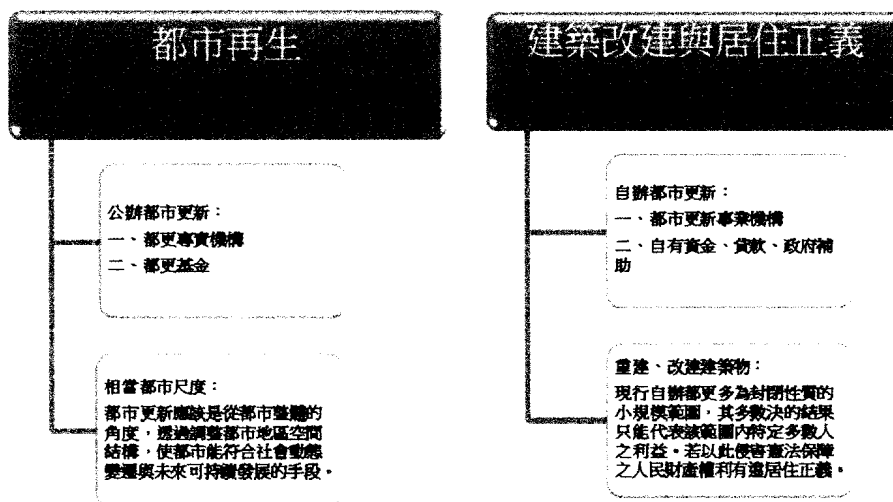 都市再生
公辦都市更新：
一、都更專責機構
二、都更基金
相當都市尺度：
都市更新應該是從都市整體的
角度，透過調整都市地區空間
結構，使都市能符合社會動態
變遷與未來可持續發展的手段。
建築改建與居住正義
自辦都市更新：
一、都市更新事業機構
二、自有資金、貸款、政府補
助
重建、改建建築物：
現行自辦都更多為封閉性質的
小規模範圍，其多數決的結果
只能代表該範圍內特定多數人
之利益。若以此侵害憲法保障
之人民財產權利有違居住正義。